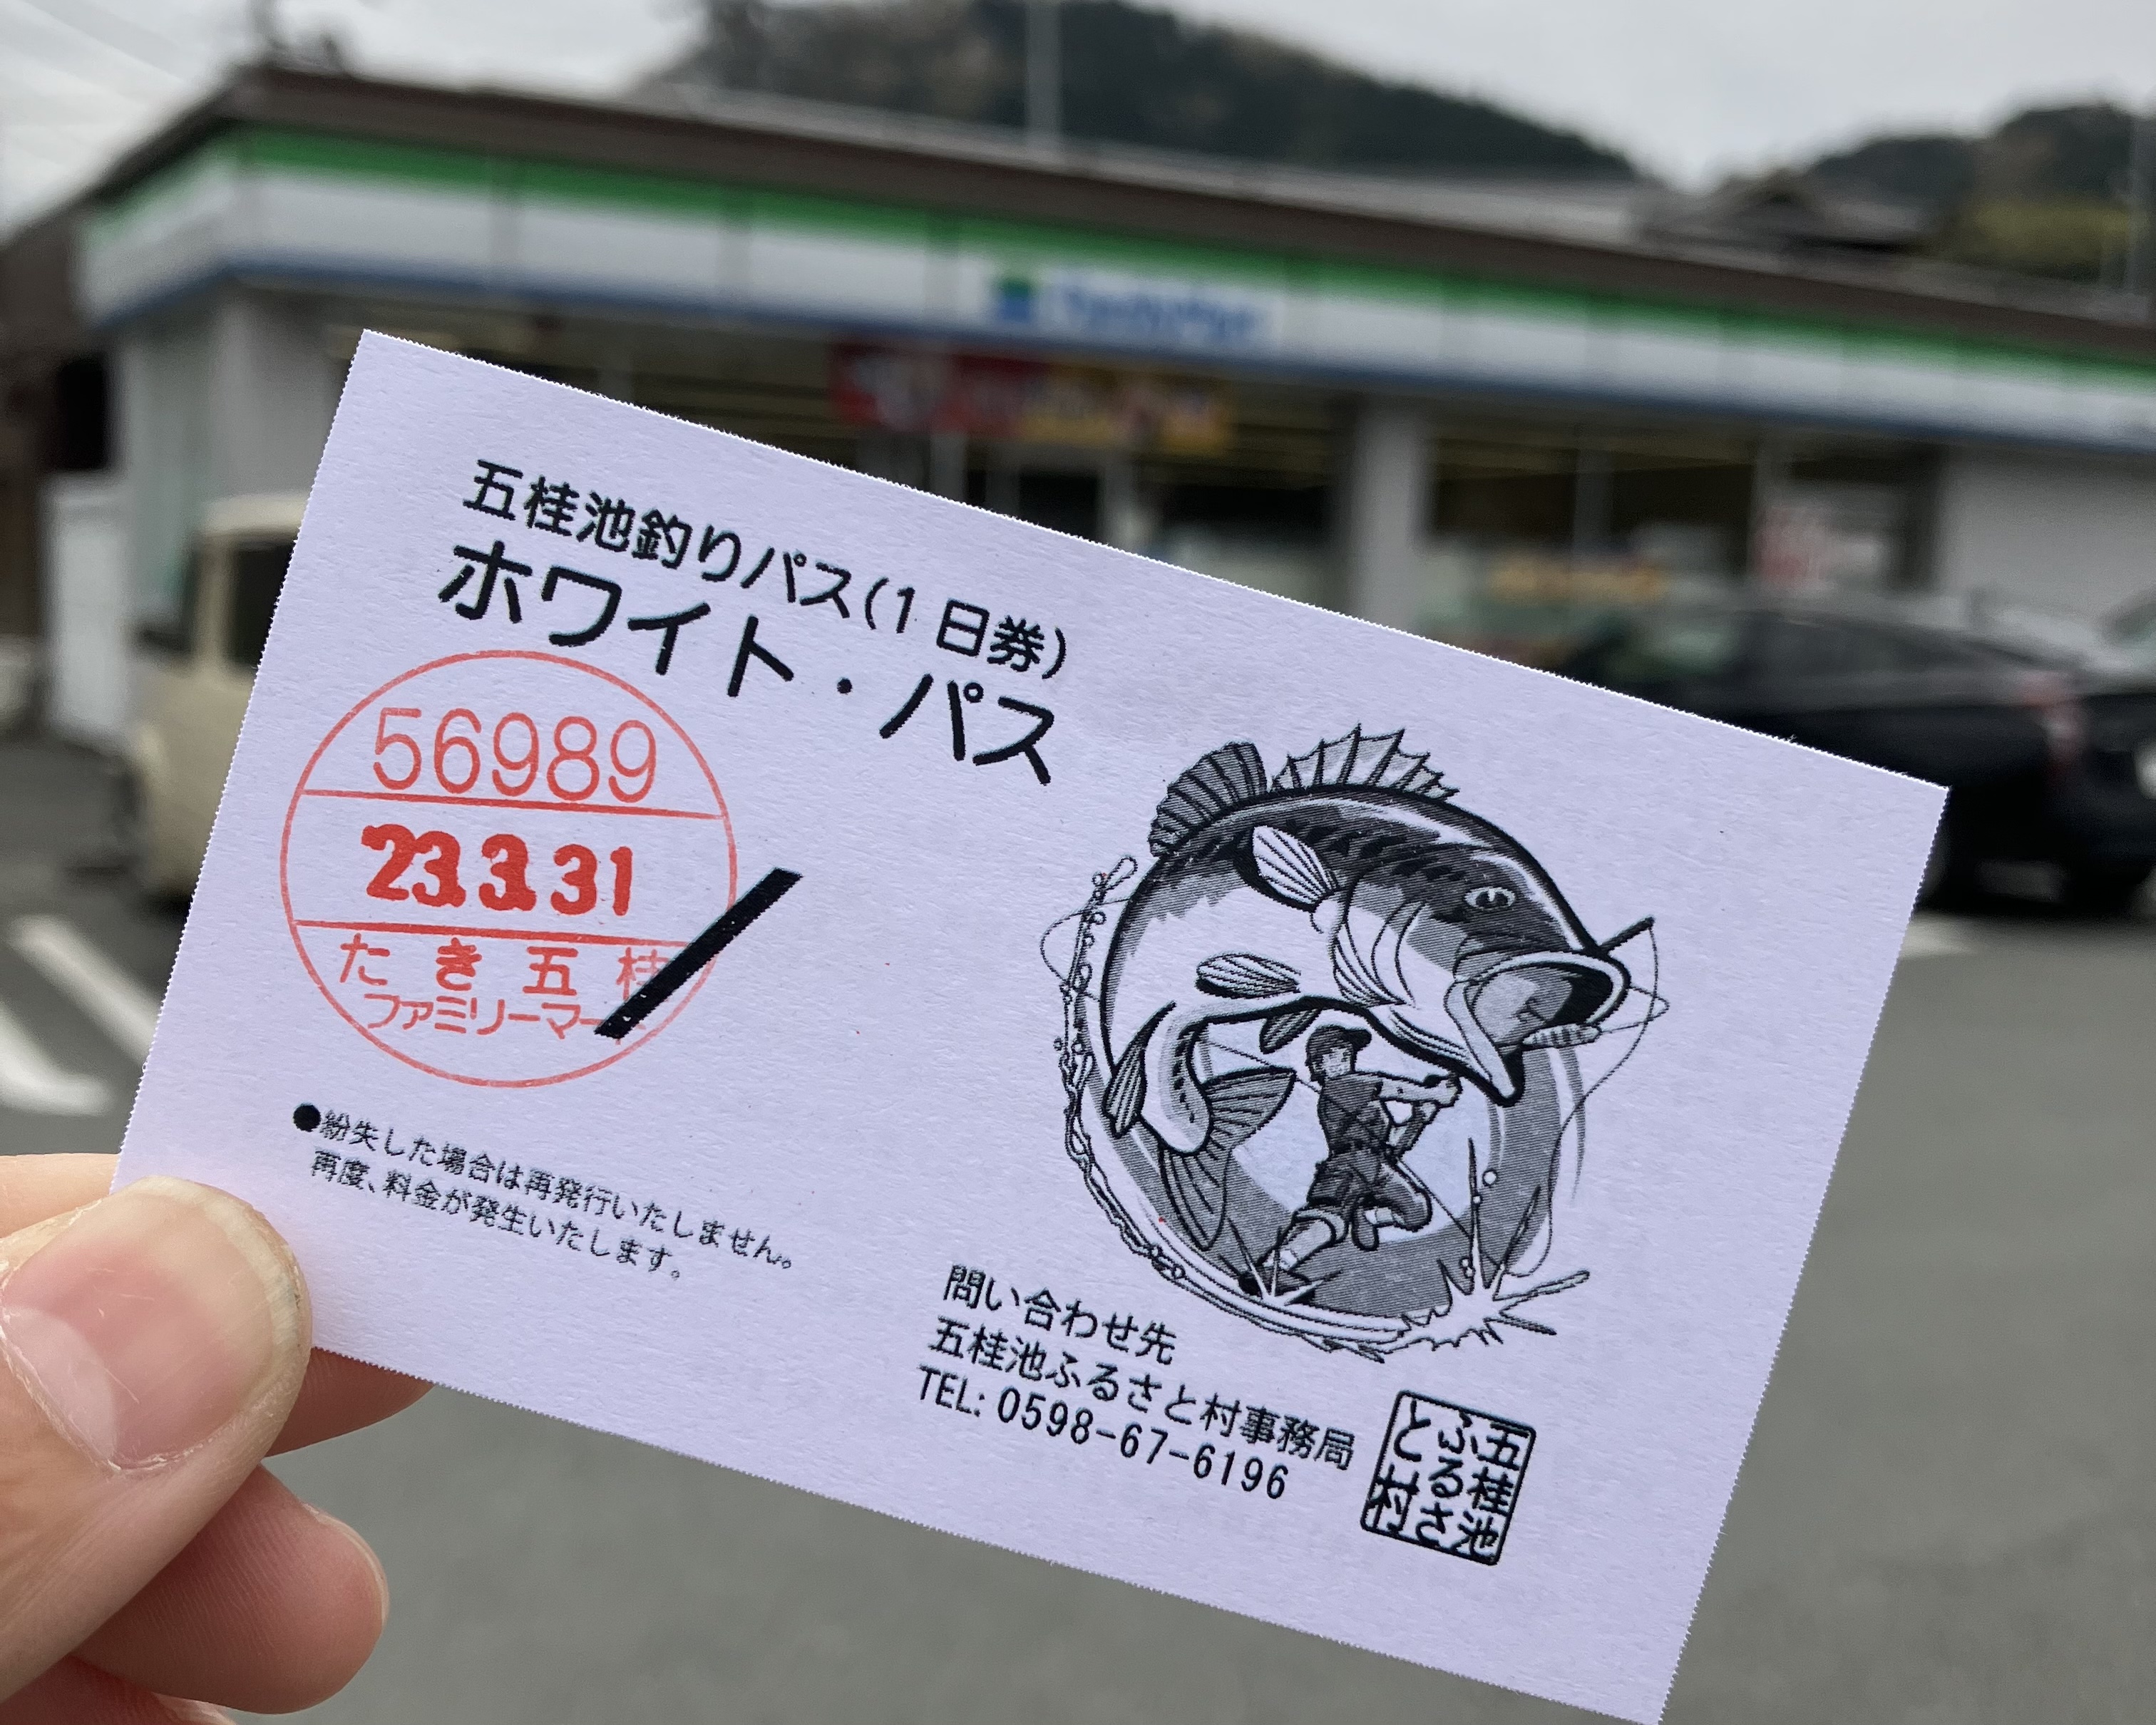 FamilyMart
五桂池釣りパス(1 日券)
ホワイト・パス
56989
23.3.31
たき五桂
ファミリーマート
●紛失した場合は再発行いたしません。
再度、料金が発生いたします。
問い合わせ先
五桂池ふるさと村事務局
TEL: 0598-67-6196
五桂池
ふるさ
と村